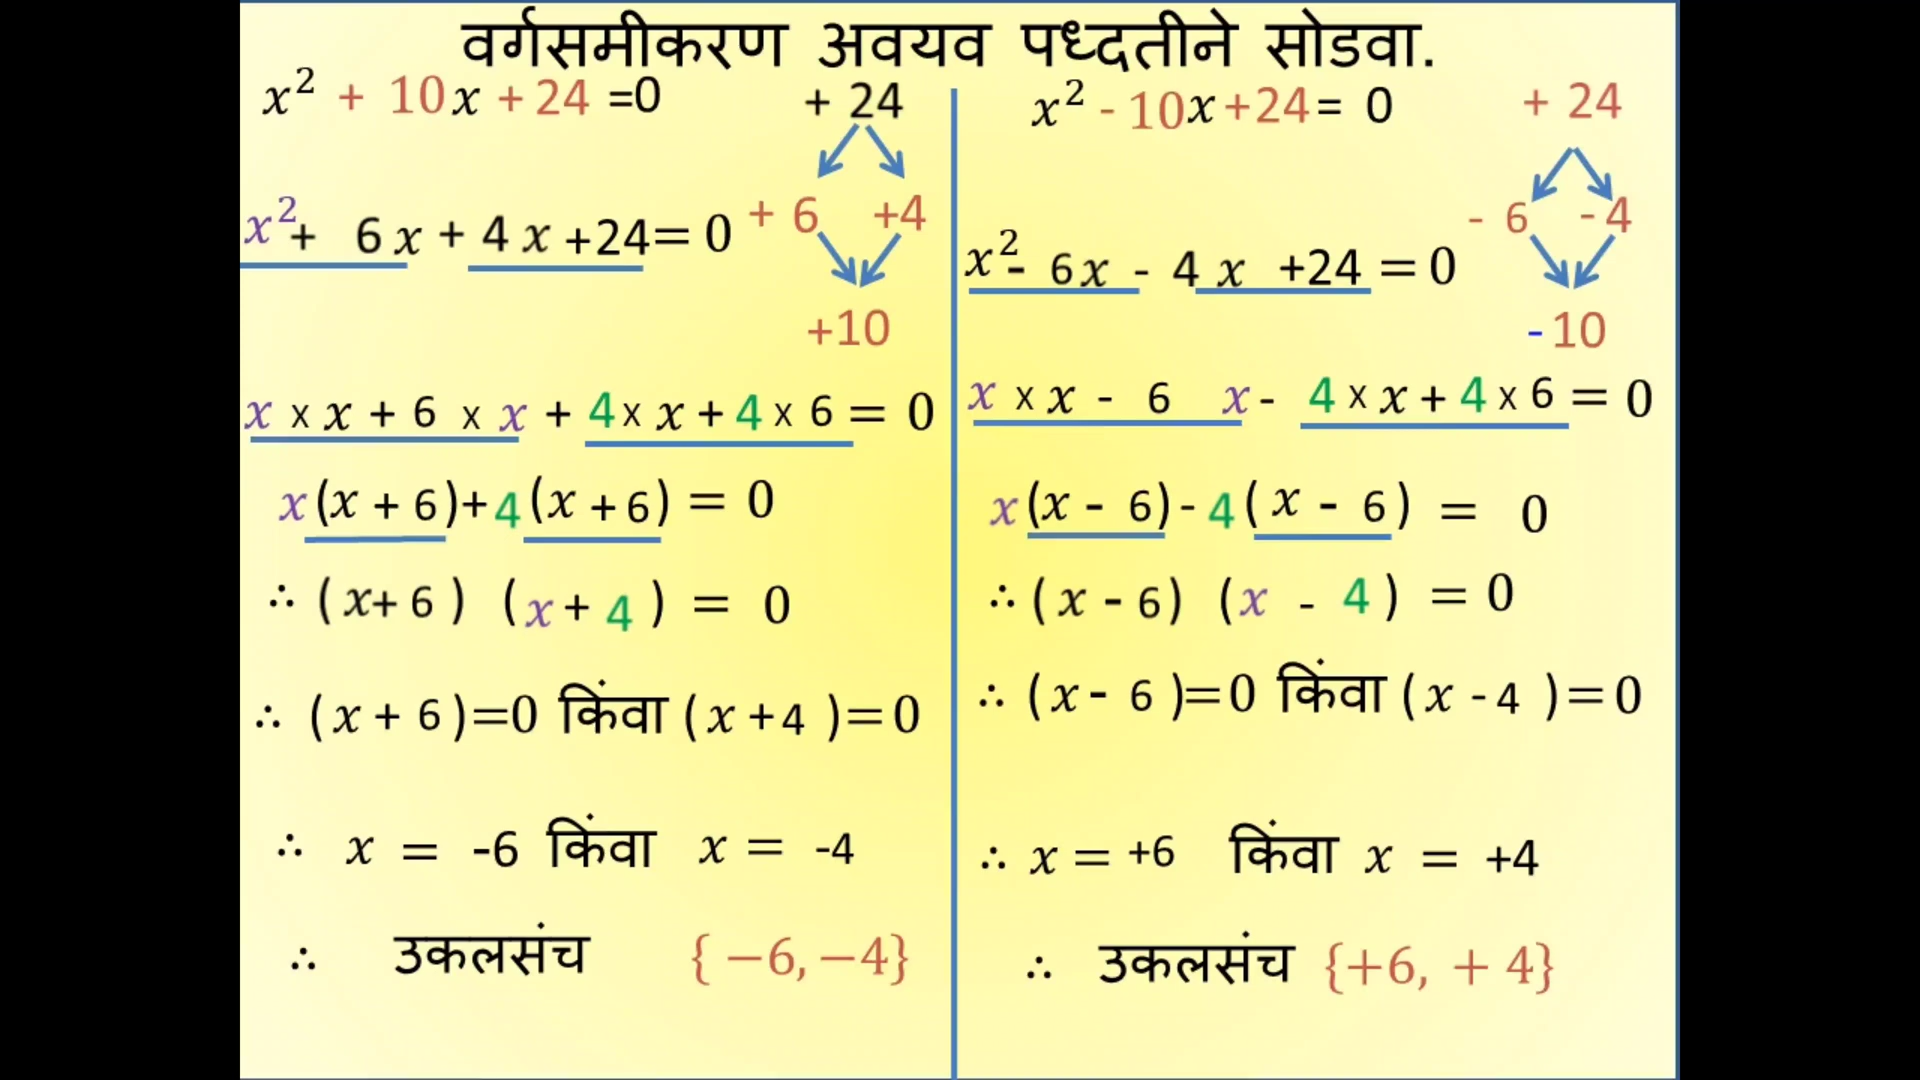 वर्गसमीकरण अवयव पध्दतीने सोडवा.
x² + 10x + 24 =0
+ 24
+ 6 +4
x² + 6x + 4x +24= 0
+10
x x x + 6 x x + 4 x x + 4 x 6 = 0
x(x + 6)+4(x +6) = 0
∴ (x+ 6 ) (x+ 4 ) = 0
∴ (x + 6 )=0 किंवा (x +4 )=0
∴ x = -6 किंवा x = -4
∴ उकलसंच { −6, −4}
x² - 10x +24= 0
+ 24
- 6 - 4
x² - 6x - 4 x +24 = 0
- 10
x x x - 6 x - 4 x x + 4 x 6 = 0
x(x - 6)- 4( x - 6 ) = 0
∴ ( x - 6) (x - 4 ) = 0
∴ (x - 6 )=0 किंवा (x - 4 )= 0
∴ x = +6 किंवा x = +4
∴ उकलसंच {+6, + 4}